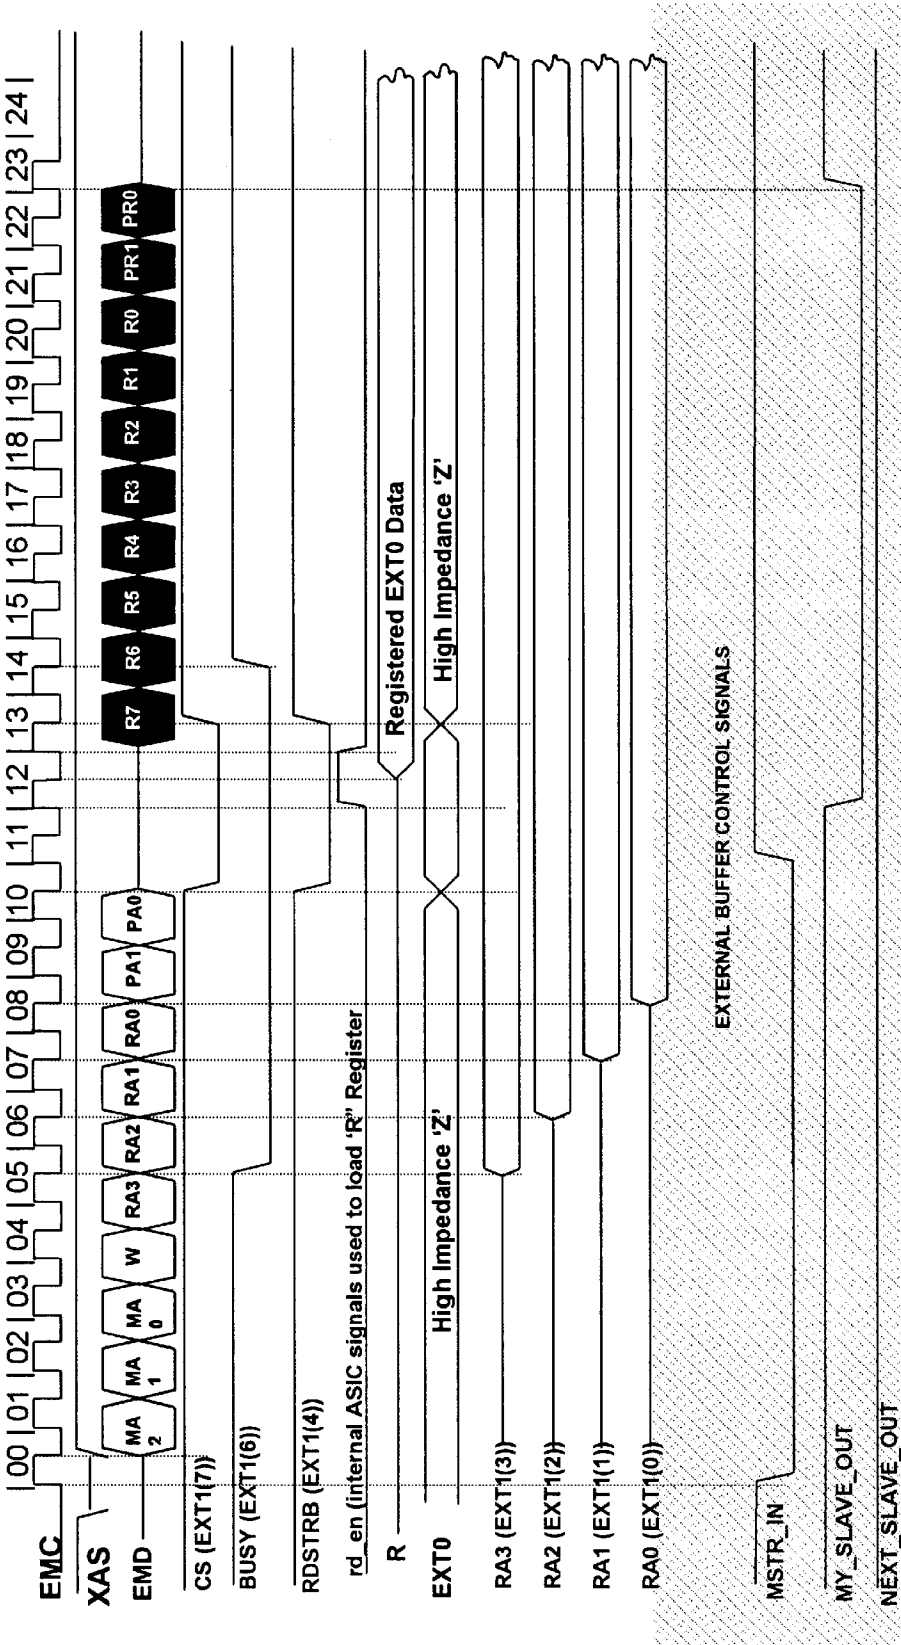 EMC |00|01|02|03|04|05|06|07|08|09|10|11|12|13|14|15|16|17|18|19|20|21|22|23|24|
XAS
EMD MA 2 MA 1 MA 0 W RA3 RA2 RA1 RA0 PA1 PA0 R7 R6 R5 R4 R3 R2 R1 R0 PR1 PR0
CS (EXT1(7))
BUSY (EXT1(6))
RDSTRB (EXT1(4))
rd_en (internal ASIC signals used to load 'R" Register
R Registered EXT0 Data
EXT0 High Impedance 'Z' High Impedance 'Z'
RA3 (EXT1(3))
RA2 (EXT1(2))
RA1 (EXT1(1))
RA0 (EXT1(0))
EXTERNAL BUFFER CONTROL SIGNALS
MSTR_IN
MY_SLAVE_OUT
NEXT_SLAVE_OUT